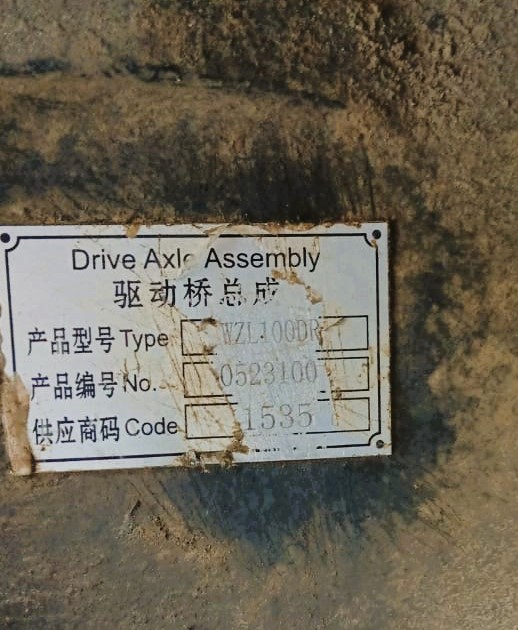 Drive Axle Assembly
驱动桥总成
产品型号 Type WZL100DR
产品编号 No. 0523100
供应商码 Code 1535